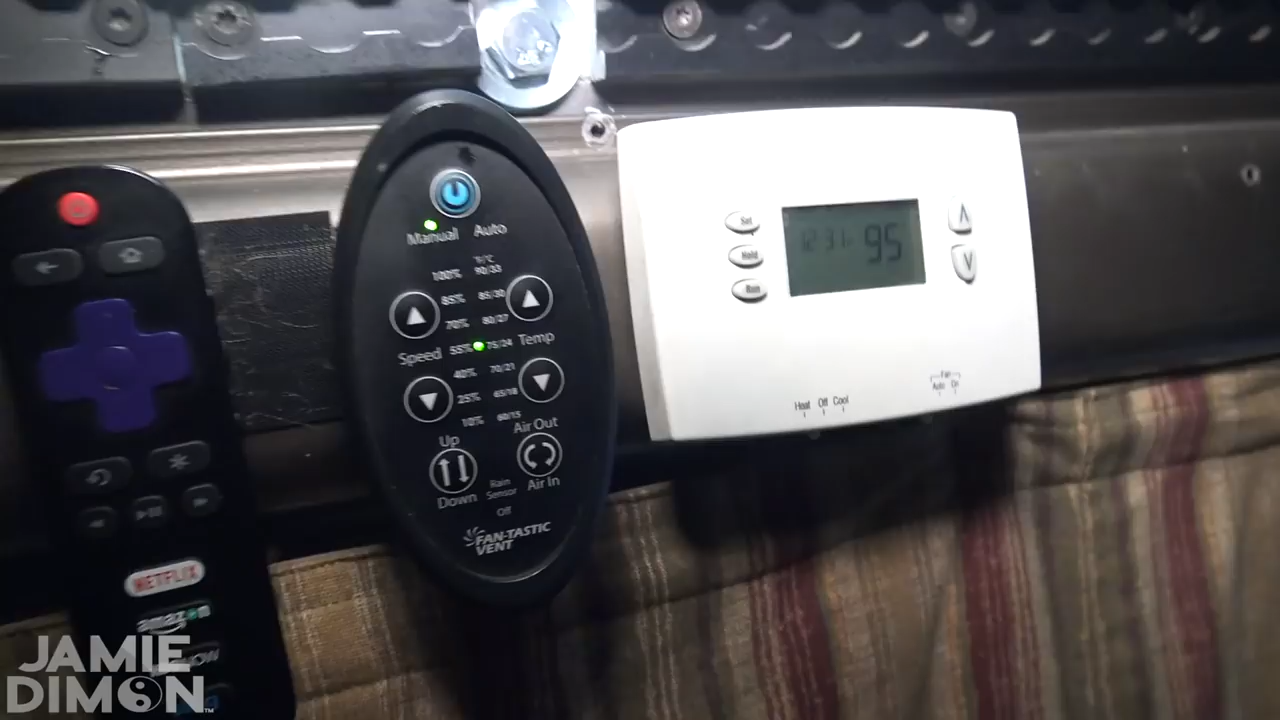 Manual Auto
°F/°C
100% 90/33
85% 85/30
70% 80/27
Speed 55% 75/24 Temp
40% 70/21
25% 65/18
10% 60/15
Up Air Out
Down Rain Sensor Air In
Off
FAN-TASTIC
VENT
Set
Hold
Run
95
Heat Off Cool
Fan
Auto On
NETFLIX
amazon
JAMIE
DIMON™